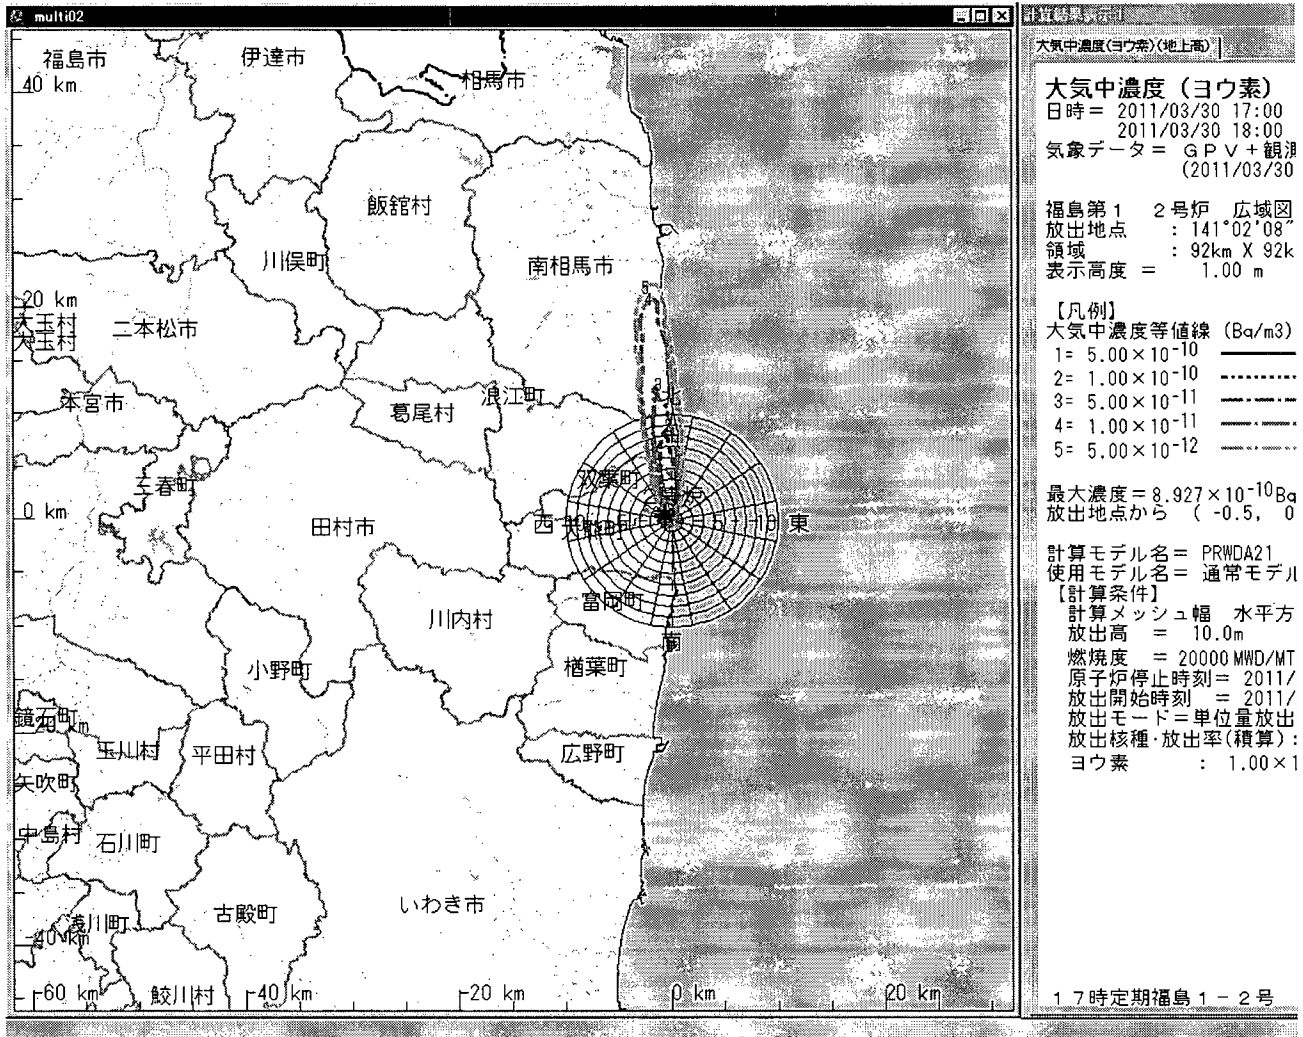 multi02
福島市
伊達市
相馬市
40 km
飯舘村
川俣町
南相馬市
20 km
大玉村
大玉村
二本松市
5
4
3
本宮市
葛尾村
浪江町
北
双葉町
三春町
0 km
田村市
西
東
川内村
富岡町
南
小野町
楢葉町
鏡石町
-20 km
玉川村
平田村
広野町
矢吹町
中島村
石川町
いわき市
古殿町
浅川町
-40 km
鮫川村
-60 km
-40 km
-20 km
0 km
20 km
計算結果表示-1
大気中濃度(ヨウ素)(地上高)
大気中濃度(ヨウ素)
日時= 2011/03/30 17:00
2011/03/30 18:00
気象データ= GPV+観測
(2011/03/30
福島第1 2号炉 広域図
放出地点 : 141°02'08"
領域 : 92km X 92k
表示高度 = 1.00 m
【凡例】
大気中濃度等値線 (Bq/m3)
1= 5.00×10-10
2= 1.00×10-10
3= 5.00×10-11
4= 1.00×10-11
5= 5.00×10-12
最大濃度=8.927×10-10Bq
放出地点から ( -0.5, 0
計算モデル名= PRWDA21
使用モデル名= 通常モデル
【計算条件】
計算メッシュ幅 水平方
放出高 = 10.0m
燃焼度 = 20000MWD/MT
原子炉停止時刻= 2011/
放出開始時刻 = 2011/
放出モード=単位量放出
放出核種・放出率(積算):
ヨウ素 : 1.00×1
17時定期福島1-2号